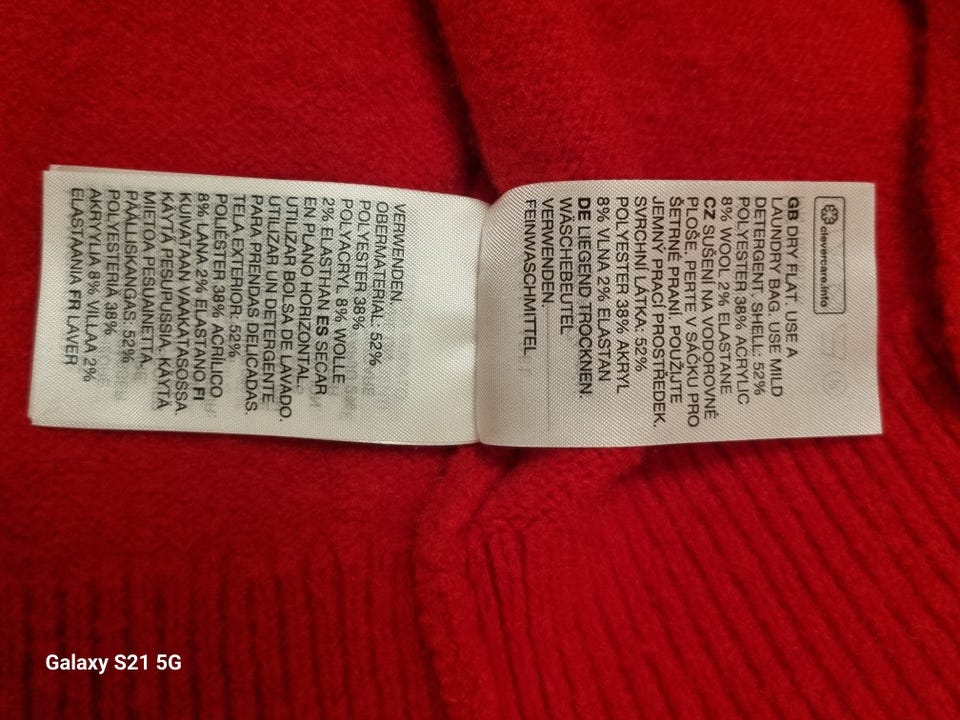 clevercare.info
GB DRY FLAT. USE A
LAUNDRY BAG. USE MILD
DETERGENT. SHELL: 52%
POLYESTER 38% ACRYLIC
8% WOOL 2% ELASTANE
CZ SUŠENÍ NA VODOROVNÉ
PLOŠE. PERTE V SÁČKU PRO
ŠETRNÉ PRANÍ. POUŽIJTE
JEMNÝ PRACÍ PROSTŘEDEK.
SVRCHNÍ LÁTKA: 52%
POLYESTER 38% AKRYL
8% VLNA 2% ELASTAN
DE LIEGEND TROCKNEN.
WÄSCHEBEUTEL
VERWENDEN.
FEINWASCHMITTEL
VERWENDEN.
OBERMATERIAL: 52%
POLYESTER 38%
POLYACRYL 8% WOLLE
2% ELASTHAN ES SECAR
EN PLANO HORIZONTAL.
UTILIZAR BOLSA DE LAVADO.
UTILIZAR UN DETERGENTE
PARA PRENDAS DELICADAS.
TELA EXTERIOR: 52%
POLIÉSTER 38% ACRÍLICO
8% LANA 2% ELASTANO FI
KUIVATAAN VAAKATASOSSA.
KÄYTÄ PESUPUSSIA. KÄYTÄ
MIETOA PESUAINETTA.
PÄÄLLISKANGAS: 52%
POLYESTERIÄ 38%
AKRYYLIÄ 8% VILLAA 2%
ELASTAANIA FR LAVER
Galaxy S21 5G